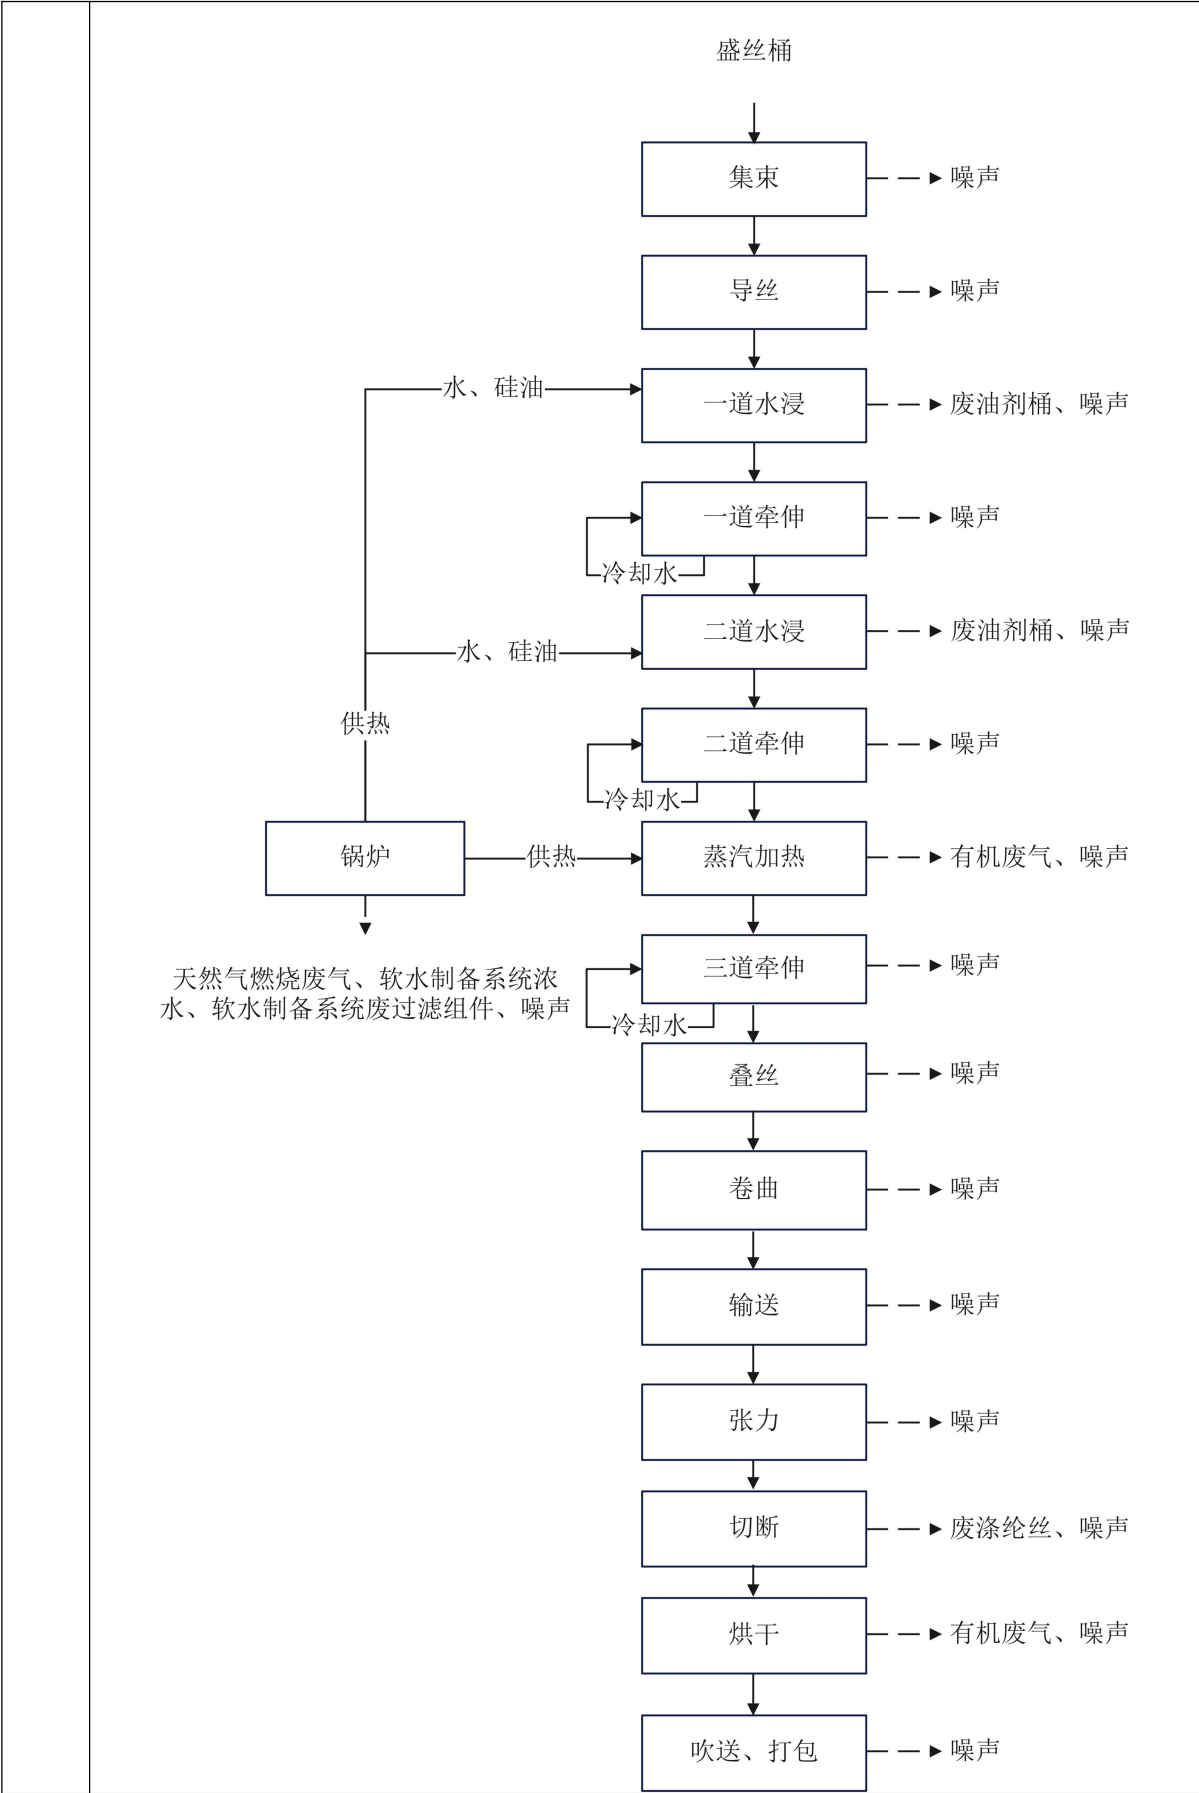 盛丝桶
集束
噪声
导丝
噪声
水、硅油
一道水浸
废油剂桶、噪声
一道牵伸
噪声
冷却水
二道水浸
废油剂桶、噪声
水、硅油
供热
二道牵伸
噪声
冷却水
锅炉
供热
蒸汽加热
有机废气、噪声
天然气燃烧废气、软水制备系统浓
水、软水制备系统废过滤组件、噪声
三道牵伸
噪声
冷却水
叠丝
噪声
卷曲
噪声
输送
噪声
张力
噪声
切断
废涤纶丝、噪声
烘干
有机废气、噪声
吹送、打包
噪声